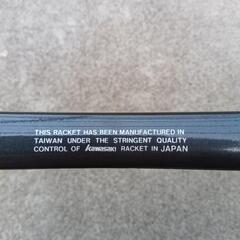 THIS RACKET HAS BEEN MANUFACTURED IN
TAIWAN UNDER THE STRINGENT QUALITY
CONTROL OF Kawasaki RACKET IN JAPAN